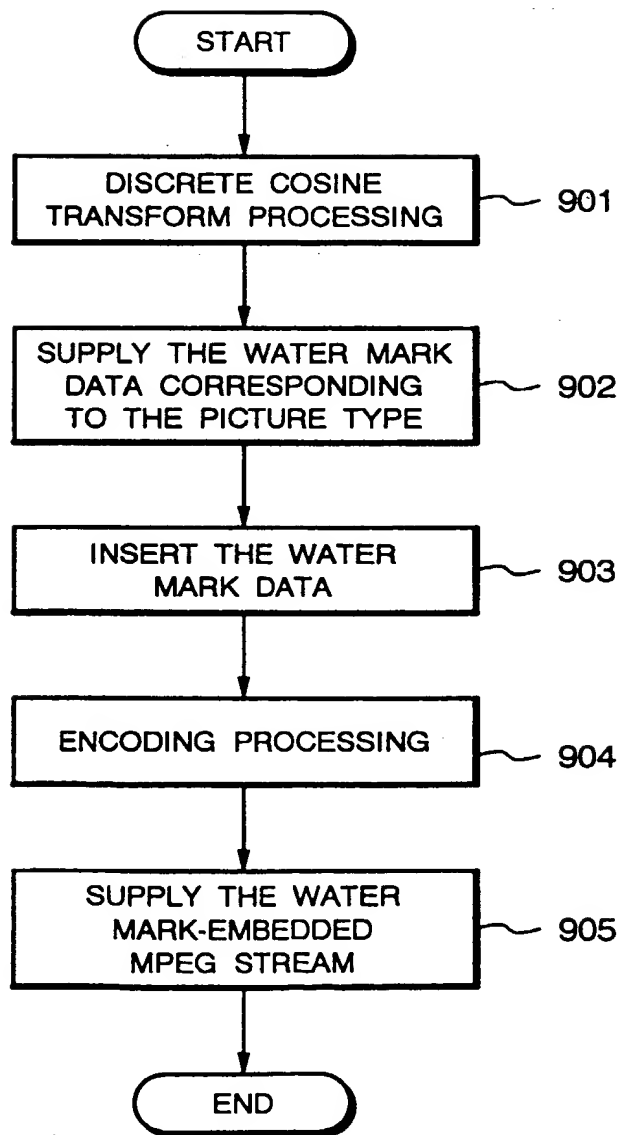 START
DISCRETE COSINE
TRANSFORM PROCESSING
901
SUPPLY THE WATER MARK
DATA CORRESPONDING
TO THE PICTURE TYPE
902
INSERT THE WATER
MARK DATA
903
ENCODING PROCESSING
904
SUPPLY THE WATER
MARK-EMBEDDED
MPEG STREAM
905
END